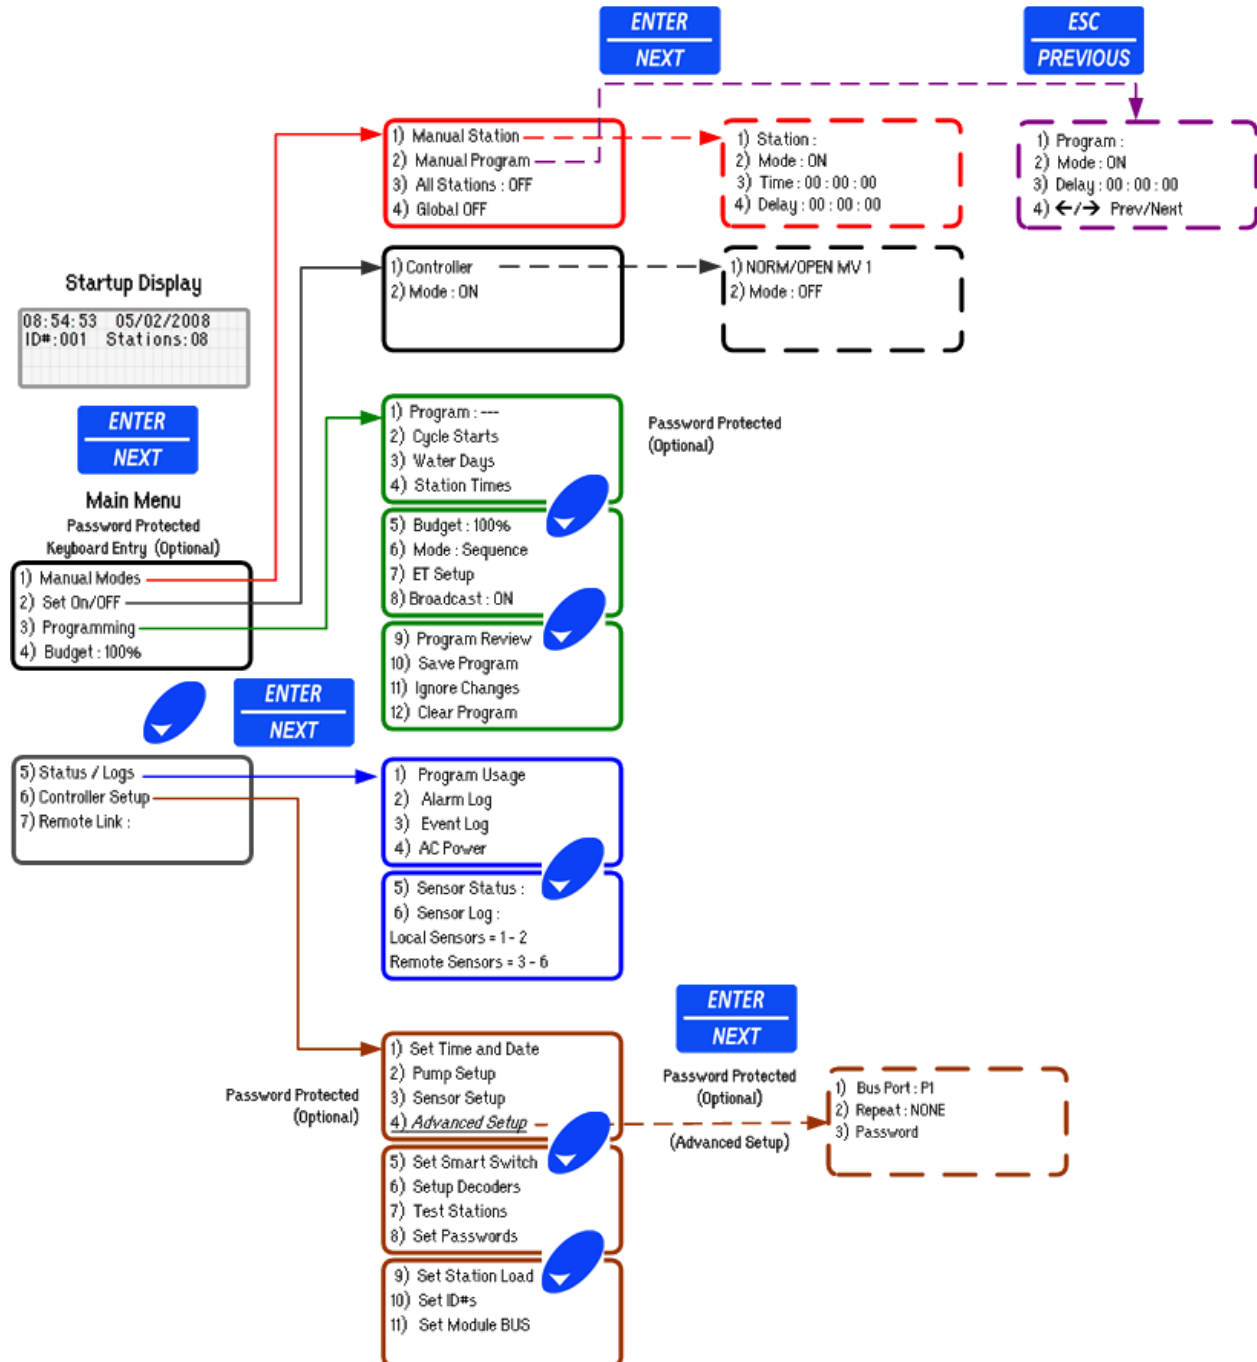 ENTER
NEXT
ESC
PREVIOUS
1) Manual Station
2) Manual Program
3) All Stations : OFF
4) Global OFF
1) Station :
2) Mode : ON
3) Time : 00 : 00 : 00
4) Delay : 00 : 00 : 00
1) Program :
2) Mode : ON
3) Delay : 00 : 00 : 00
4) ←/→ Prev/Next
1) Controller
2) Mode : ON
1) NORM/OPEN MV 1
2) Mode : OFF
Startup Display
08:54:53 05/02/2008
ID#:001 Stations:08
ENTER
NEXT
Main Menu
Password Protected
Keyboard Entry (Optional)
1) Manual Modes
2) Set On/OFF
3) Programming
4) Budget : 100%
1) Program : ---
2) Cycle Starts
3) Water Days
4) Station Times
Password Protected
(Optional)
5) Budget : 100%
6) Mode : Sequence
7) ET Setup
8) Broadcast : ON
9) Program Review
10) Save Program
11) Ignore Changes
12) Clear Program
ENTER
NEXT
5) Status / Logs
6) Controller Setup
7) Remote Link :
1) Program Usage
2) Alarm Log
3) Event Log
4) AC Power
5) Sensor Status :
6) Sensor Log :
Local Sensors = 1 - 2
Remote Sensors = 3 - 6
ENTER
NEXT
Password Protected
(Optional)
1) Set Time and Date
2) Pump Setup
3) Sensor Setup
4) Advanced Setup
Password Protected
(Optional)
(Advanced Setup)
1) Bus Port : P1
2) Repeat : NONE
3) Password
5) Set Smart Switch
6) Setup Decoders
7) Test Stations
8) Set Passwords
9) Set Station Load
10) Set ID#s
11) Set Module BUS